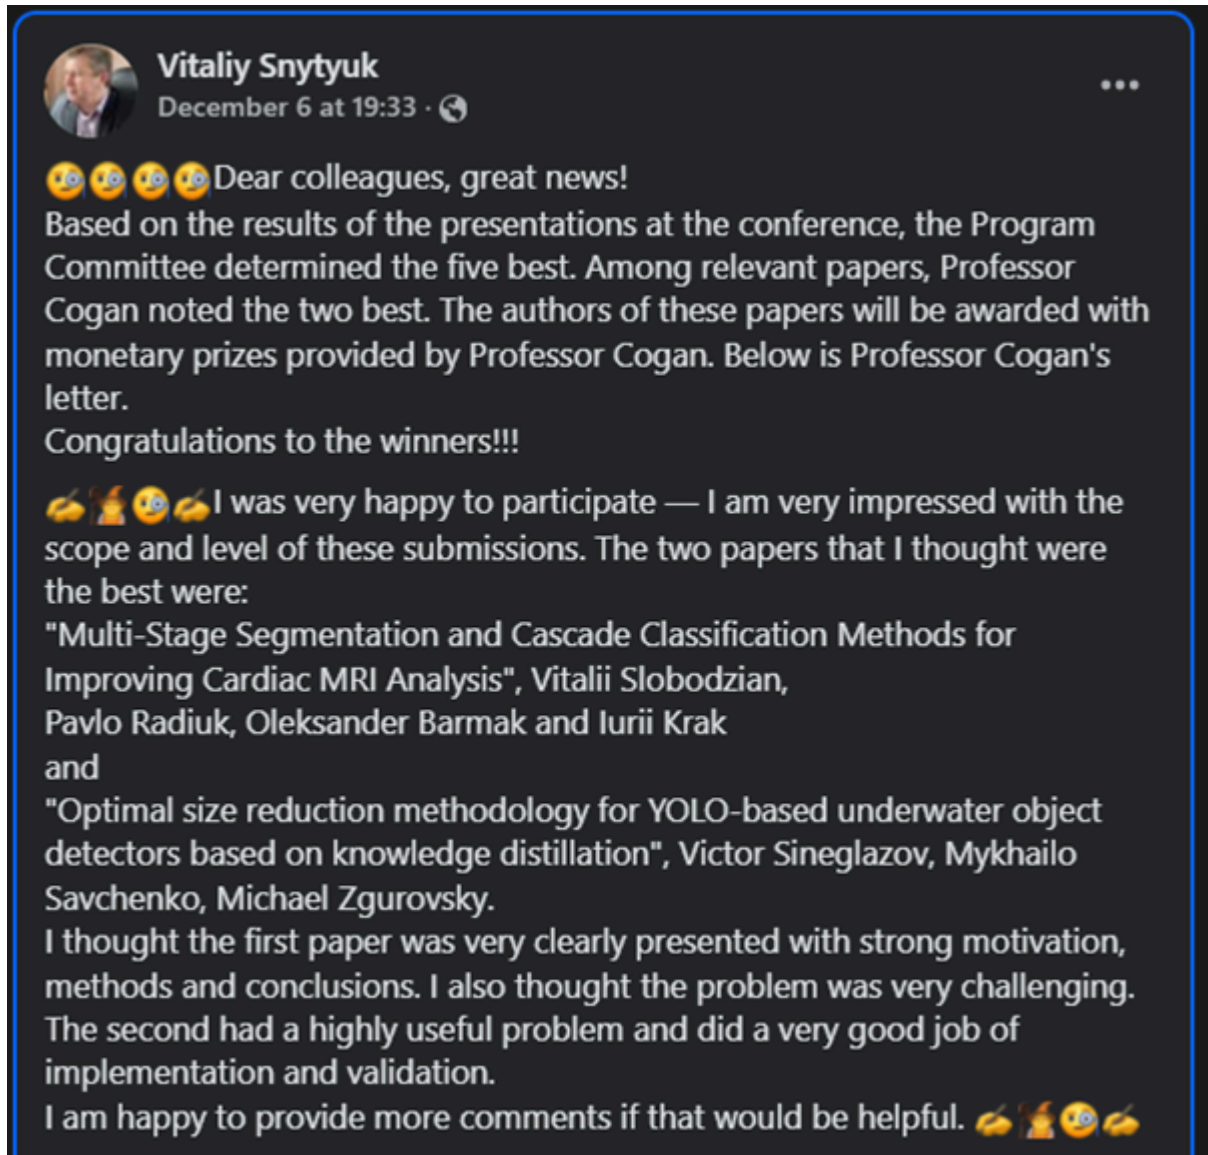 Vitaliy Snytyuk
December 6 at 19:33 ·
🧐🧐🧐🧐Dear colleagues, great news!
Based on the results of the presentations at the conference, the Program
Committee determined the five best. Among relevant papers, Professor
Cogan noted the two best. The authors of these papers will be awarded with
monetary prizes provided by Professor Cogan. Below is Professor Cogan's
letter.
Congratulations to the winners!!!
✍️🧙🧐✍️I was very happy to participate — I am very impressed with the
scope and level of these submissions. The two papers that I thought were
the best were:
"Multi-Stage Segmentation and Cascade Classification Methods for
Improving Cardiac MRI Analysis", Vitalii Slobodzian,
Pavlo Radiuk, Oleksander Barmak and Iurii Krak
and
"Optimal size reduction methodology for YOLO-based underwater object
detectors based on knowledge distillation", Victor Sineglazov, Mykhailo
Savchenko, Michael Zgurovsky.
I thought the first paper was very clearly presented with strong motivation,
methods and conclusions. I also thought the problem was very challenging.
The second had a highly useful problem and did a very good job of
implementation and validation.
I am happy to provide more comments if that would be helpful. ✍️🧙🧐✍️